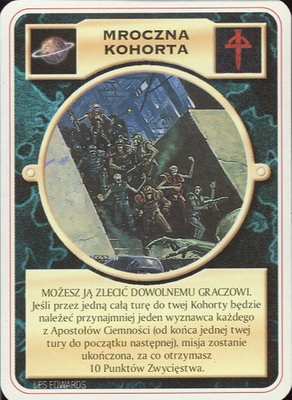 MROCZNA
KOHORTA
MOŻESZ JĄ ZLECIĆ DOWOLNEMU GRACZOWI.
Jeśli przez jedną całą turę do twej Kohorty będzie
należeć przynajmniej jeden wyznawca każdego
z Apostołów Ciemności (od końca jednej twej
tury do początku następnej), misja zostanie
ukończona, za co otrzymasz
10 Punktów Zwycięstwa.
LES EDWARDS